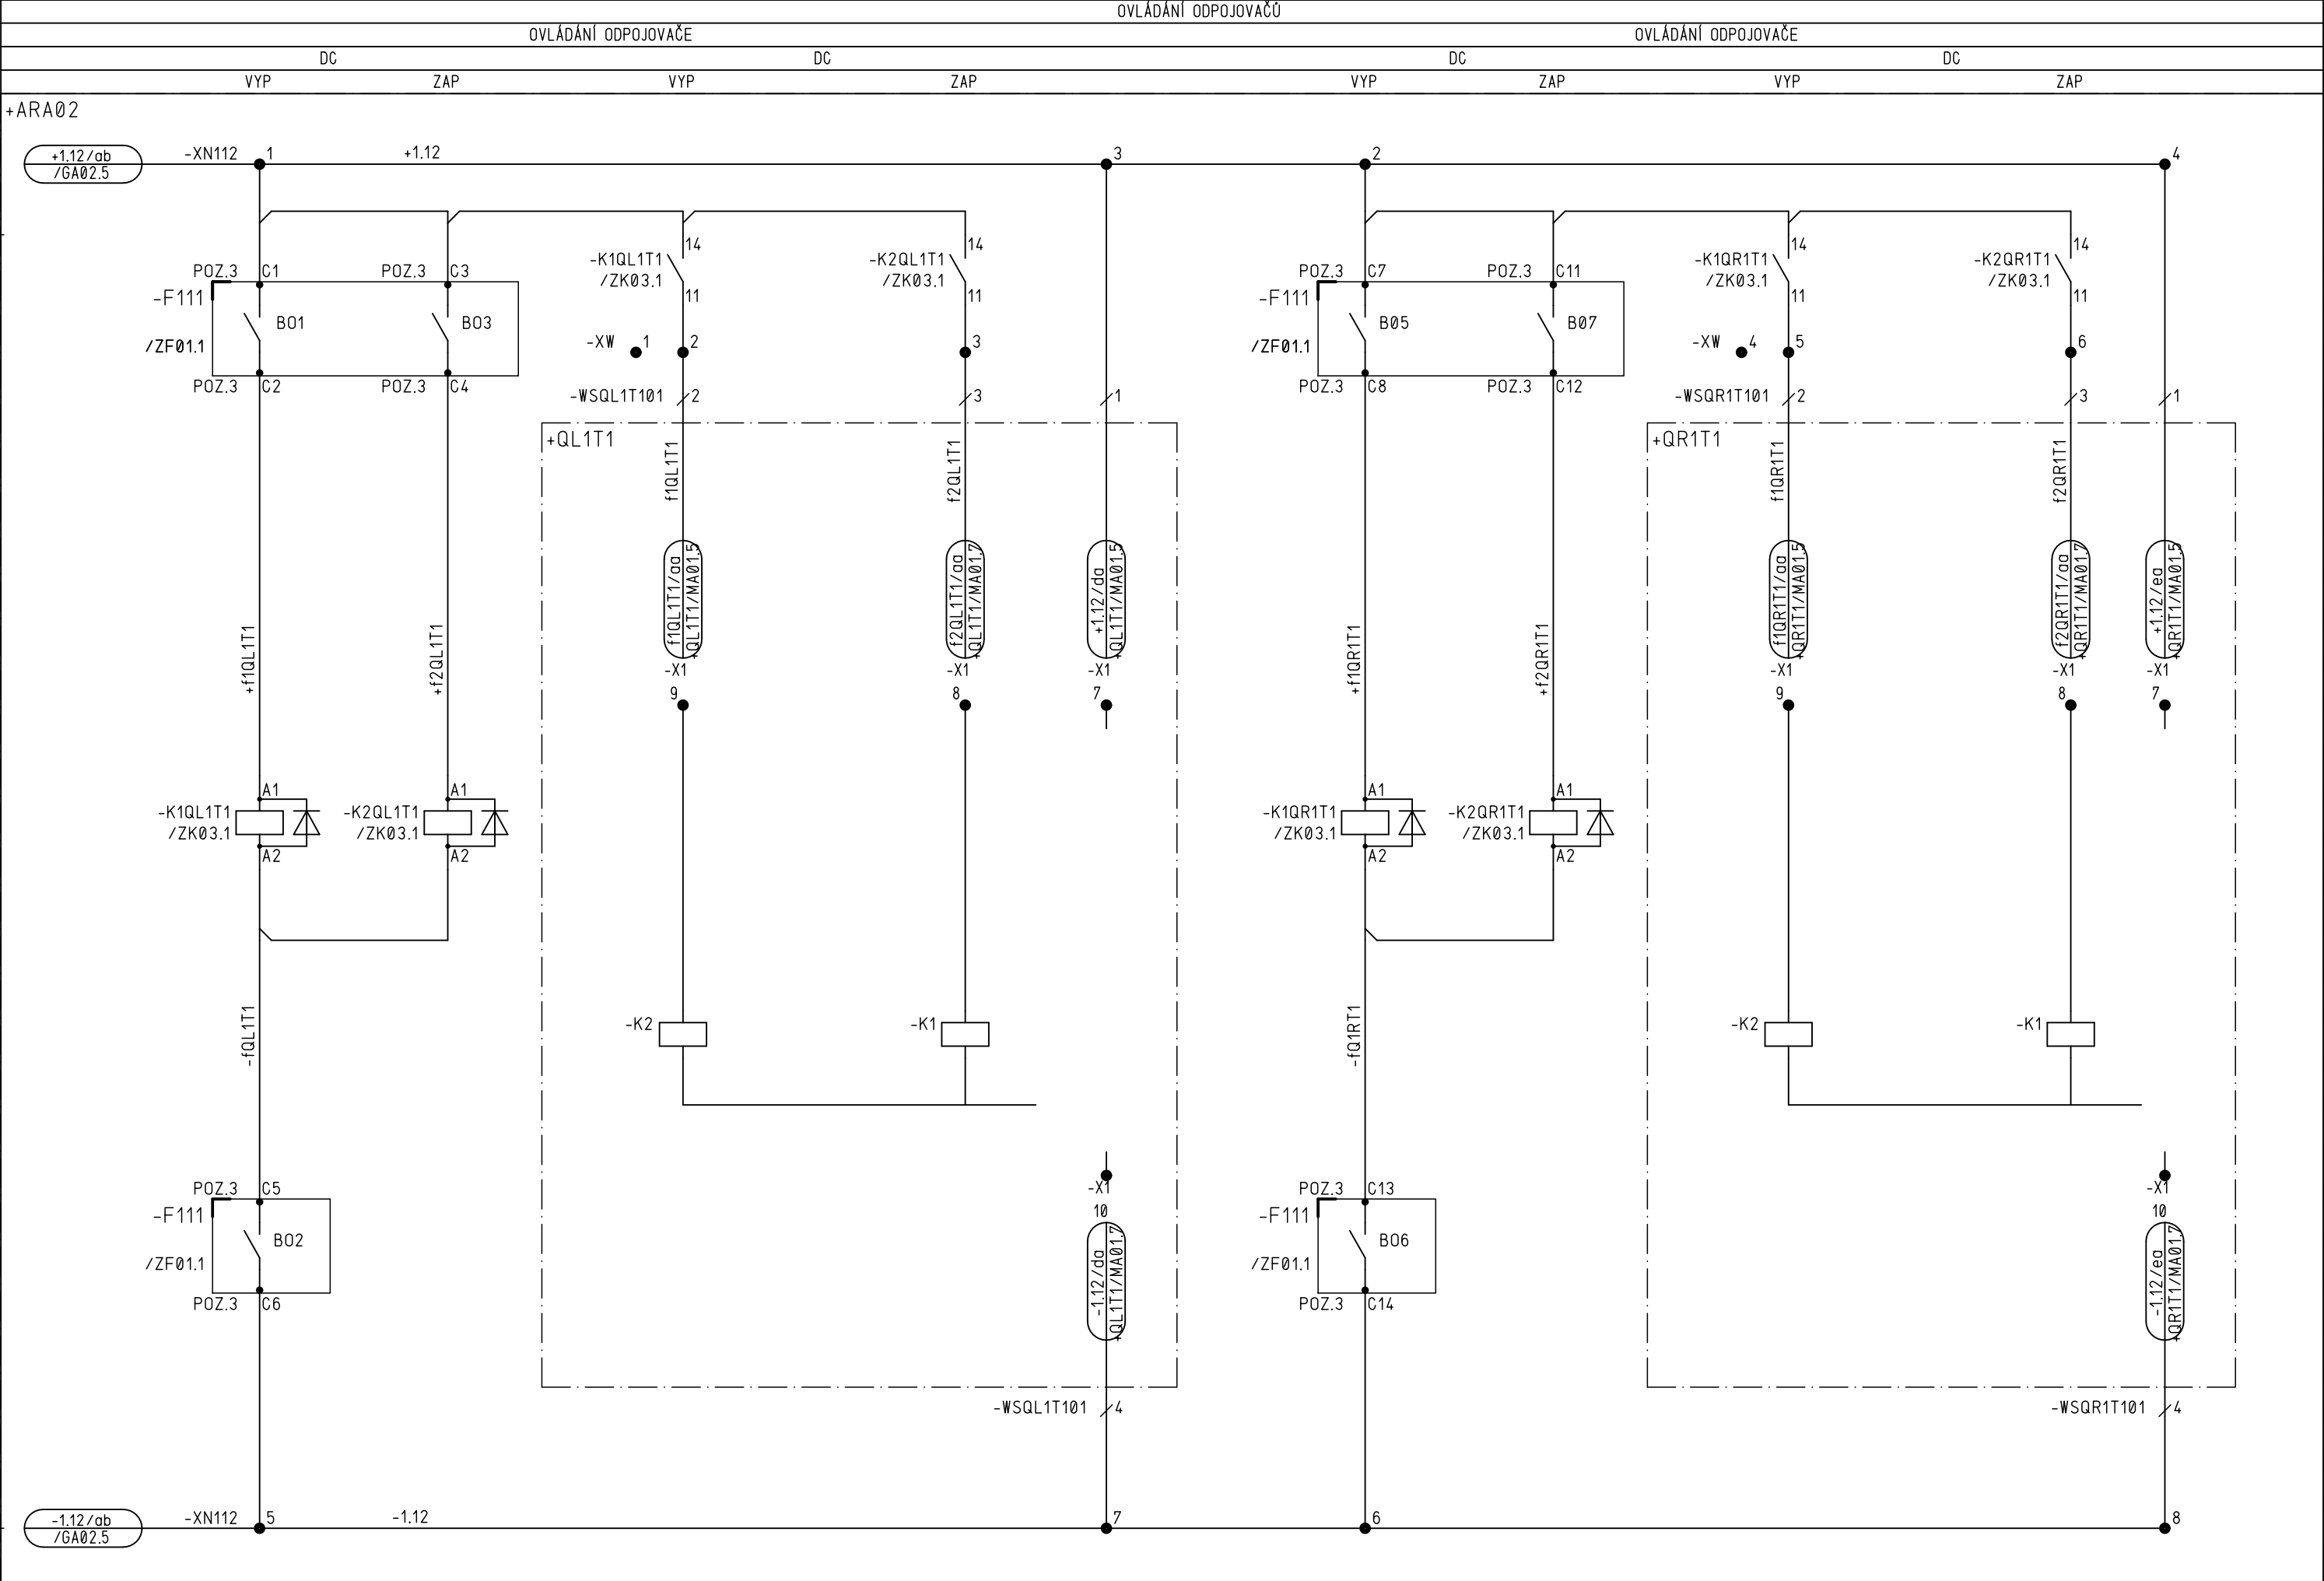 OVLÁDÁNÍ ODPOJOVAČŮ
OVLÁDÁNÍ ODPOJOVAČE OVLÁDÁNÍ ODPOJOVAČE
DC DC DC DC
VYP ZAP VYP ZAP VYP ZAP VYP ZAP
+ARA02
+1.12/ab
/GA02.5
-XN112 1 +1.12 3 2 4
14 14 14 14
-K1QL1T1 -K2QL1T1 -K1QR1T1 -K2QR1T1
/ZK03.1 /ZK03.1 /ZK03.1 /ZK03.1
POZ.3 C1 POZ.3 C3 POZ.3 C7 POZ.3 C11
11 11 11 11
-F111 -F111
BO1 BO3 B05 B07
/ZF01.1 /ZF01.1
-XW 1 2 3 -XW 4 5 6
POZ.3 C2 POZ.3 C4 POZ.3 C8 POZ.3 C12
-WSQL1T101 2 3 1 -WSQR1T101 2 3 1
+QL1T1 +QR1T1
f1QL1T1 f2QL1T1 f1QR1T1 f2QR1T1
f1QL1T1/aa
+QL1T1/MA01.5
f2QL1T1/aa
+QL1T1/MA01.7
+1.12/da
+QL1T1/MA01.5
f1QR1T1/aa
+QR1T1/MA01.5
f2QR1T1/aa
+QR1T1/MA01.7
+1.12/ea
+QR1T1/MA01.5
+f1QL1T1 +f2QL1T1 +f1QR1T1 +f2QR1T1
-X1 -X1 -X1 -X1 -X1 -X1
9 8 7 9 8 7
A1 A1 A1 A1
-K1QL1T1 -K2QL1T1 -K1QR1T1 -K2QR1T1
/ZK03.1 /ZK03.1 /ZK03.1 /ZK03.1
A2 A2 A2 A2
-fQL1T1 -fQ1RT1
-K2 -K1 -K2 -K1
POZ.3 C5 -X1 POZ.3 C13 -X1
-F111 10 -F111 10
BO2 BO6
/ZF01.1 /ZF01.1
POZ.3 C6 POZ.3 C14
-1.12/da
+QL1T1/MA01.7
-1.12/ea
+QR1T1/MA01.7
-WSQL1T101 4 -WSQR1T101 4
-1.12/ab
/GA02.5
-XN112 5 -1.12 7 6 8